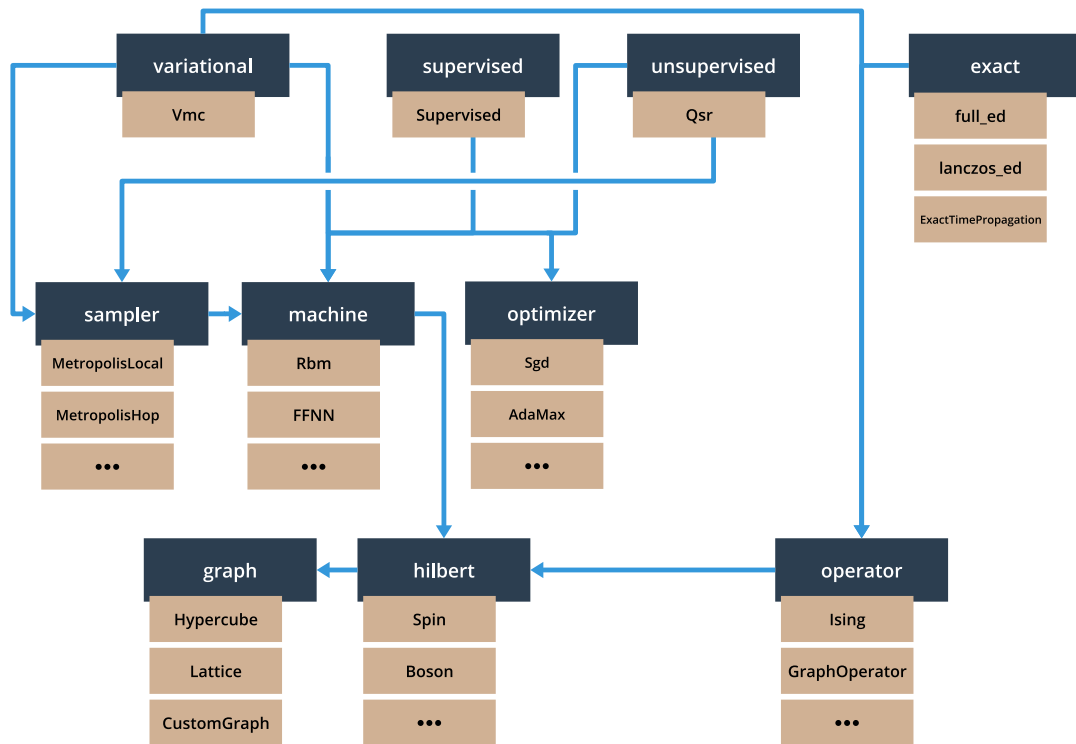 variational
supervised
unsupervised
exact
Vmc
Supervised
Qsr
full_ed
lanczos_ed
ExactTimePropagation
sampler
machine
optimizer
MetropolisLocal
Rbm
Sgd
MetropolisHop
FFNN
AdaMax
•••
•••
•••
graph
hilbert
operator
Hypercube
Spin
Ising
Lattice
Boson
GraphOperator
CustomGraph
•••
•••